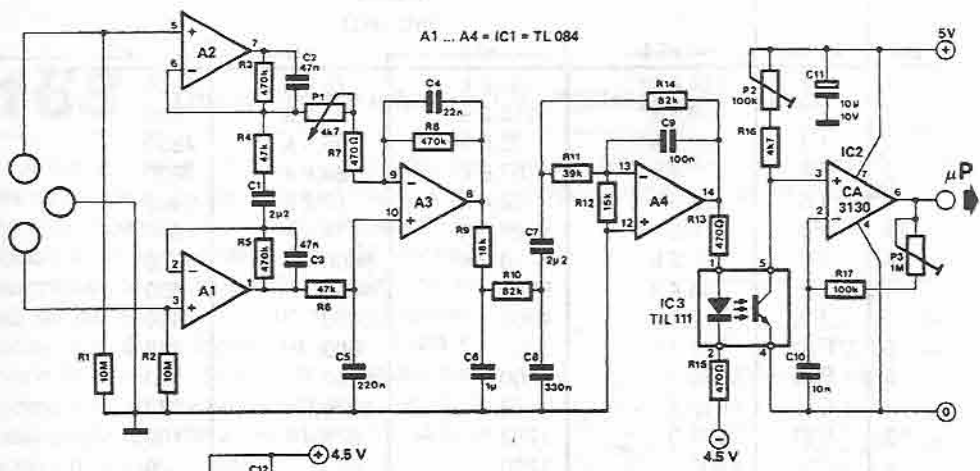 A1 ... A4 = IC1 = TL 084
5
6
7
A2
R3
470k
C2
47n
P1
4k7
R4
47k
R7
470Ω
C1
2μ2
R5
470k
47n
C3
2
3
1
A1
47k
R6
R1
10M
R2
10M
C5
220n
C4
22n
R8
470k
9
10
8
A3
R9
18k
R10
82k
C6
1μ
C7
2μ2
C8
330n
R14
82k
C9
100n
R11
39k
R12
15k
13
12
14
A4
R13
470Ω
1
5
IC3
TIL 111
2
4
R15
470Ω
4.5 V
5V
P2
100k
R16
4k7
C11
10μ
10V
IC2
CA
3130
3
2
7
6
4
μP
P3
1M
R17
100k
C10
10n
0
C12
4.5 V